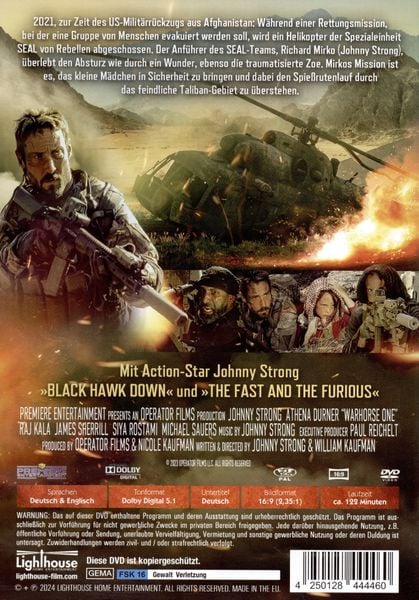 2021, zur Zeit des US-Militärrückzugs aus Afghanistan: Während einer Rettungsmission,
bei der eine Gruppe von Menschen evakuiert werden soll, wird ein Helikopter der Spezialeinheit
SEAL von Rebellen abgeschossen. Der Anführer des SEAL-Teams, Richard Mirko (Johnny Strong),
überlebt den Absturz wie durch ein Wunder, ebenso die traumatisierte Zoe. Mirkos Mission ist
es, das kleine Mädchen in Sicherheit zu bringen und dabei den Spießrutenlauf durch
das feindliche Taliban-Gebiet zu überstehen.
Mit Action-Star Johnny Strong
»BLACK HAWK DOWN« und »THE FAST AND THE FURIOUS«
PREMIERE ENTERTAINMENT PRESENTS AN OPERATOR FILMS PRODUCTION JOHNNY STRONG ATHENA DURNER "WARHORSE ONE"
RAJ KALA JAMES SHERRILL SIYA ROSTAMI MICHAEL SAUERS MUSIC BY JOHNNY STRONG EXECUTIVE PRODUCER PAUL REICHELT
PRODUCED BY OPERATOR FILMS & NICOLE KAUFMAN WRITTEN & DIRECTED BY JOHNNY STRONG & WILLIAM KAUFMAN
© 2023 OPERATOR FILMS LLC. ALL RIGHTS RESERVED.
PREMIERE
DOLBY
DIGITAL
2
PAL
16:9
DVD
VIDEO
Sprachen
Deutsch & Englisch
Tonformat
Dolby Digital 5.1
Untertitel
Deutsch
Bildformat
16:9 (2,35:1)
Laufzeit
ca. 122 Minuten
WARNUNG: Das auf dieser DVD enthaltene Programm und deren Ausstattung sind urheberrechtlich geschützt. Das Programm ist aus-
schließlich zur Vorführung für nicht gewerbliche Zwecke im privaten Bereich freigegeben. Jede darüber hinausgehende Nutzung, z.B.
öffentliche Vorführung oder Sendung, unerlaubte Vervielfältigung, Vermietung und sonstige gewerbliche Nutzung oder deren Duldung ist
untersagt. Zuwiderhandlungen werden zivil- und / oder strafrechtlich verfolgt.
Lighthouse
HOME ENTERTAINMENT
lighthouse-film.com
Diese DVD ist kopiergeschützt.
GEMA
FSK 16
Gewalt Verletzung
© + ℗ 2024 LIGHTHOUSE HOME ENTERTAINMENT. ALL RIGHTS RESERVED. MADE IN THE EU.
4 250128 444460